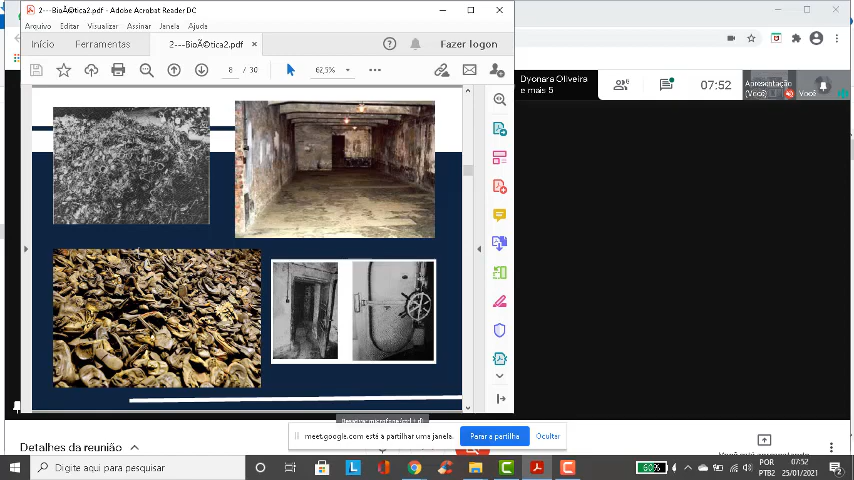 2---BioÃ©tica2.pdf - Adobe Acrobat Reader DC
Arquivo Editar Visualizar Assinar Janela Ajuda
Início Ferramentas 2---BioÃ©tica2.pdf × Fazer logon
8 / 30 62,5%
Dyonara Oliveira
e mais 5
6
07:52
Apresentação
(Você)
Você
meet.google.com está a partilhar uma janela.
Parar a partilha
Ocultar
Detalhes da reunião
Digite aqui para pesquisar
60%
POR
PTB2
07:52
25/01/2021
2